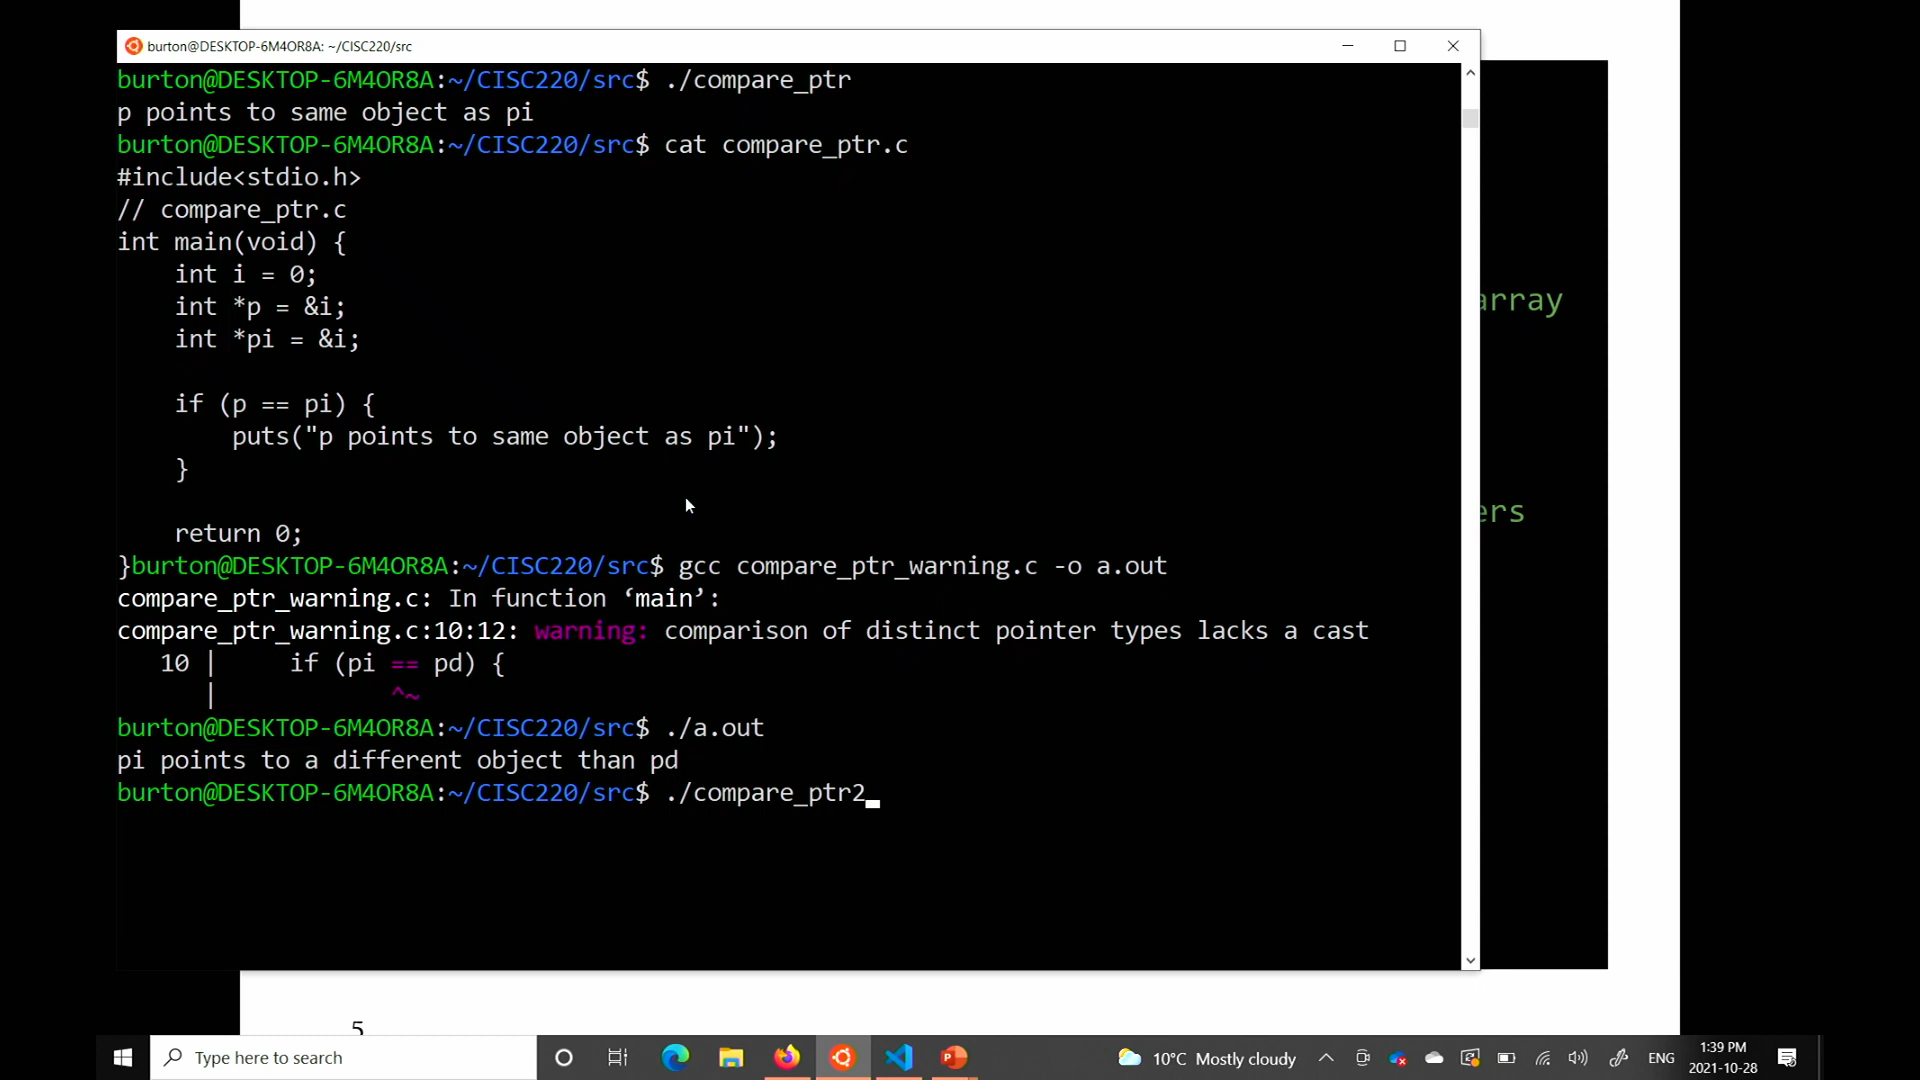 burton@DESKTOP-6M4OR8A: ~/CISC220/src
burton@DESKTOP-6M4OR8A:~/CISC220/src$ ./compare_ptr
p points to same object as pi
burton@DESKTOP-6M4OR8A:~/CISC220/src$ cat compare_ptr.c
#include<stdio.h>
// compare_ptr.c
int main(void) {
    int i = 0;
    int *p = &i;
    int *pi = &i;
    if (p == pi) {
        puts("p points to same object as pi");
    }
    return 0;
}burton@DESKTOP-6M4OR8A:~/CISC220/src$ gcc compare_ptr_warning.c -o a.out
compare_ptr_warning.c: In function ‘main’:
compare_ptr_warning.c:10:12: warning: comparison of distinct pointer types lacks a cast
   10 |     if (pi == pd) {
      |            ^~
burton@DESKTOP-6M4OR8A:~/CISC220/src$ ./a.out
pi points to a different object than pd
burton@DESKTOP-6M4OR8A:~/CISC220/src$ ./compare_ptr2_
array
ers
5
Type here to search
10°C Mostly cloudy
ENG
1:39 PM
2021-10-28